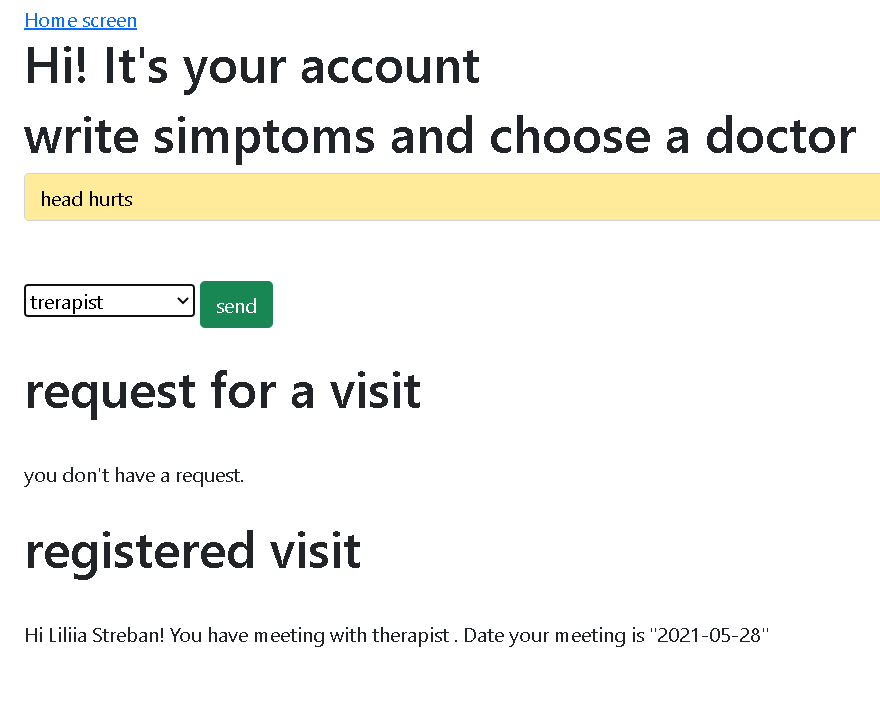 Home screen
Hi! It's your account
write simptoms and choose a doctor
head hurts
trerapist
send
request for a visit
you don't have a request.
registered visit
Hi Liliia Streban! You have meeting with therapist . Date your meeting is "2021-05-28"